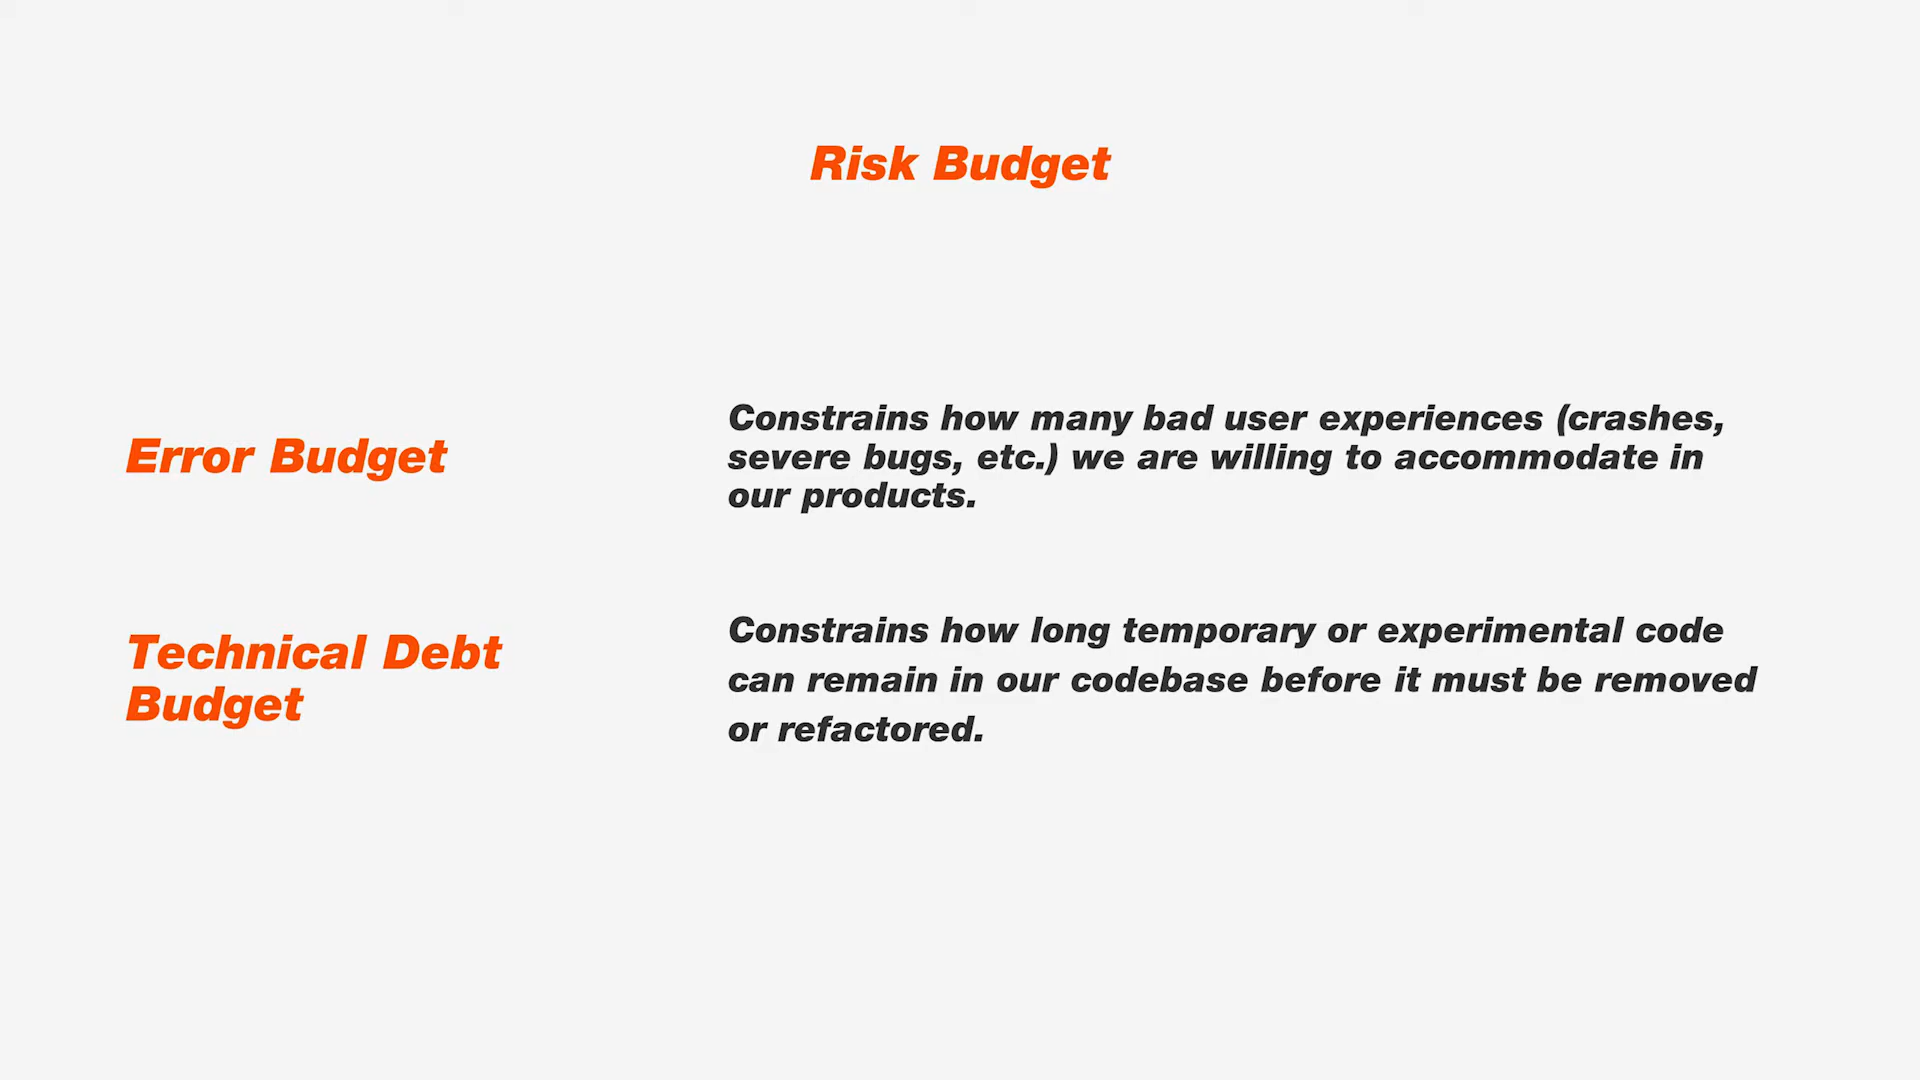 Risk Budget
Error Budget
Constrains how many bad user experiences (crashes,
severe bugs, etc.) we are willing to accommodate in
our products.
Technical Debt
Budget
Constrains how long temporary or experimental code
can remain in our codebase before it must be removed
or refactored.